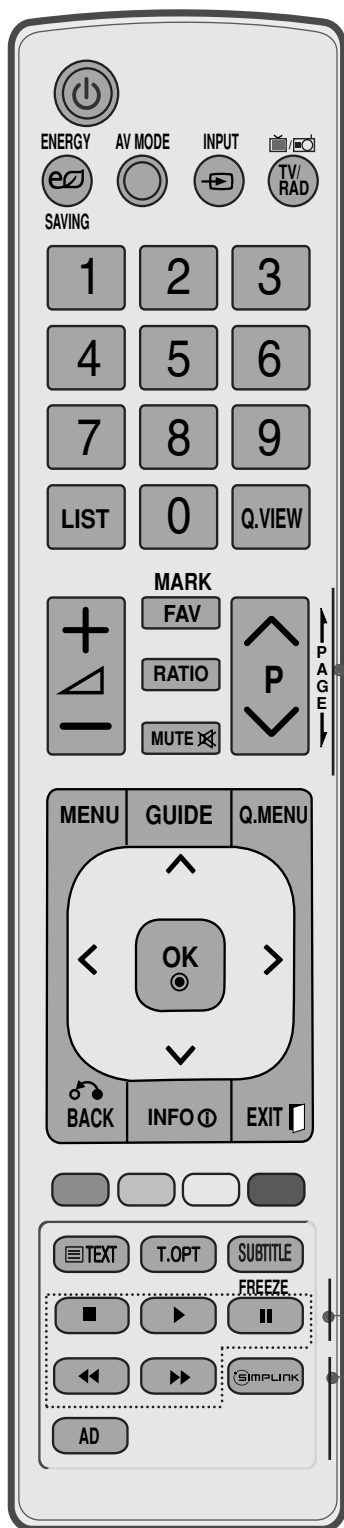 ENERGY AV MODE INPUT
TV/
RAD
SAVING
1 2 3
4 5 6
7 8 9
LIST 0 Q.VIEW
MARK
FAV
RATIO P
MUTE
PAGE
MENU GUIDE Q.MENU
OK
BACK INFO EXIT
TEXT T.OPT SUBTITLE
FREEZE
SIMPLINK
AD